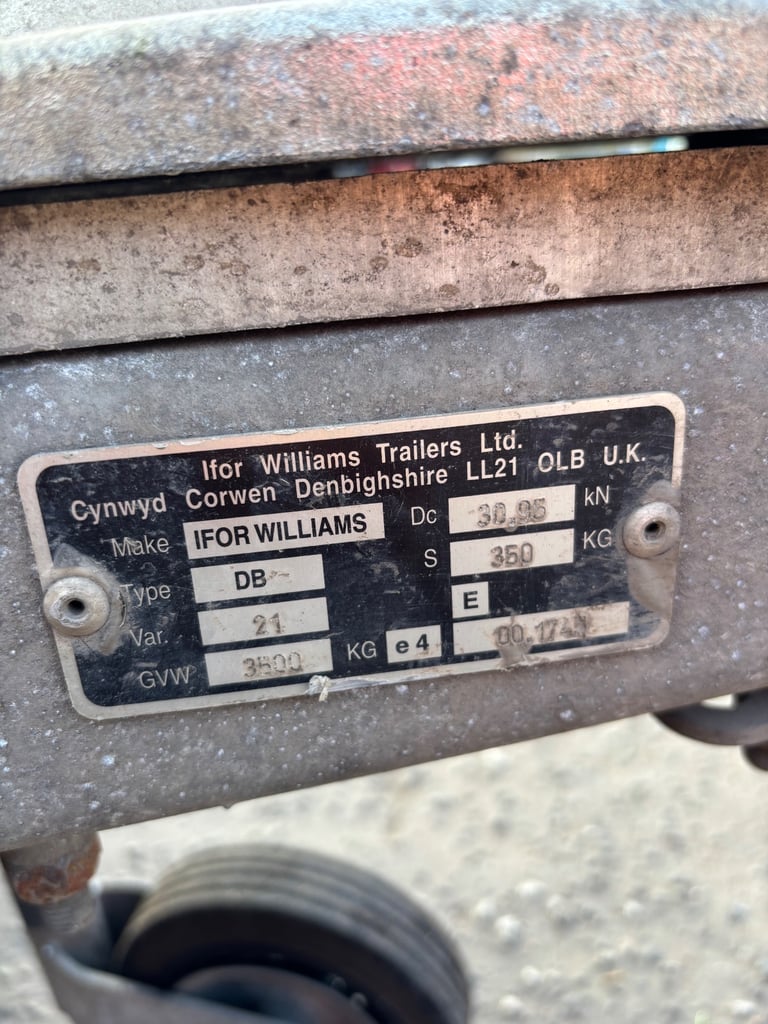 Ifor Williams Trailers Ltd.
Cynwyd Corwen Denbighshire LL21 OLB U.K.
Make IFOR WILLIAMS Dc 30.95 kN
Type DB S 350 KG
Var. 21 E
GVW 3500 KG e4